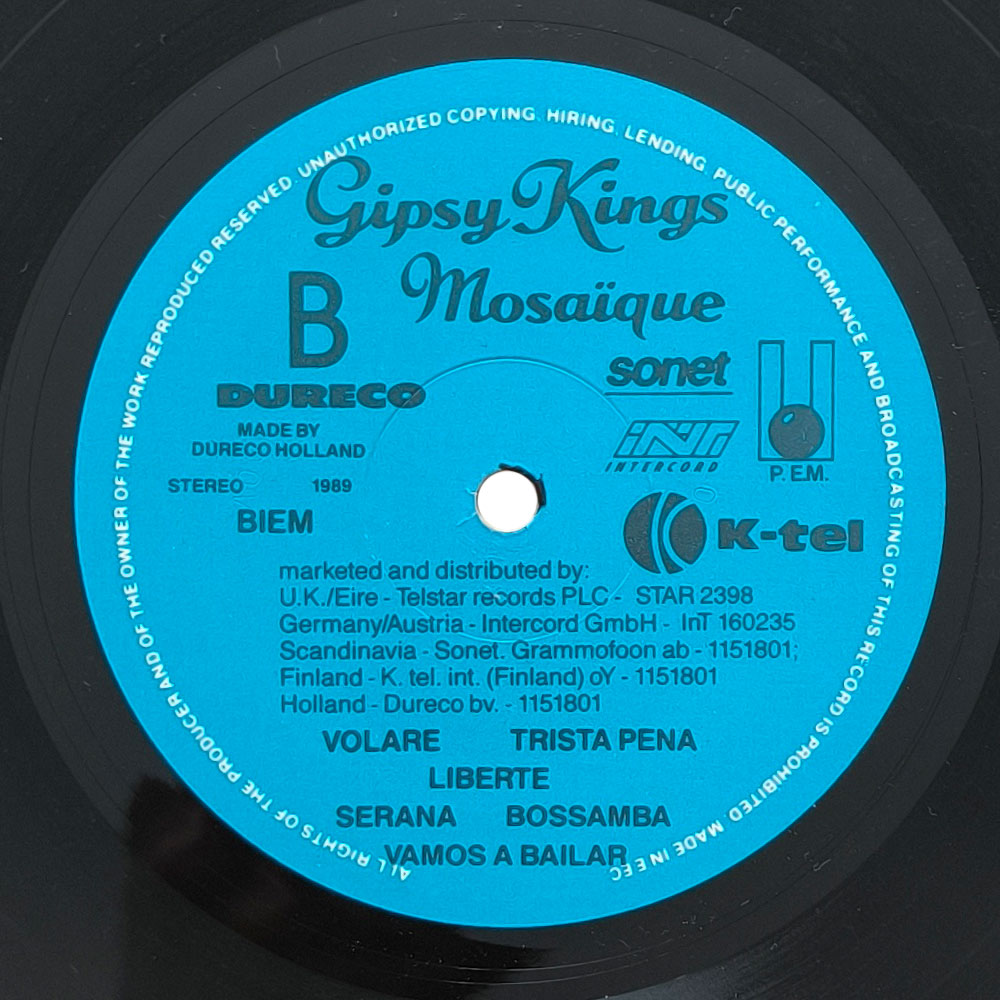 ALL RIGHTS OF THE PRODUCER AND OF THE OWNER OF THE WORK REPRODUCED RESERVED. UNAUTHORIZED COPYING. HIRING. LENDING. PUBLIC PERFORMANCE AND BROADCASTING OF THIS RECORD IS PROHIBITED. MADE IN EEC
Gipsy Kings
Mosaïque
B
sonet
DURECO
MADE BY
DURECO HOLLAND
INT
INTERCORD
P.E.M.
STEREO 1989
BIEM
K-tel
marketed and distributed by:
U.K./Eire - Telstar records PLC - STAR 2398
Germany/Austria - Intercord GmbH - InT 160235
Scandinavia - Sonet. Grammofoon ab - 1151801;
Finland - K. tel. int. (Finland) oY - 1151801
Holland - Dureco bv. - 1151801
VOLARE TRISTA PENA
LIBERTE
SERANA BOSSAMBA
VAMOS A BAILAR